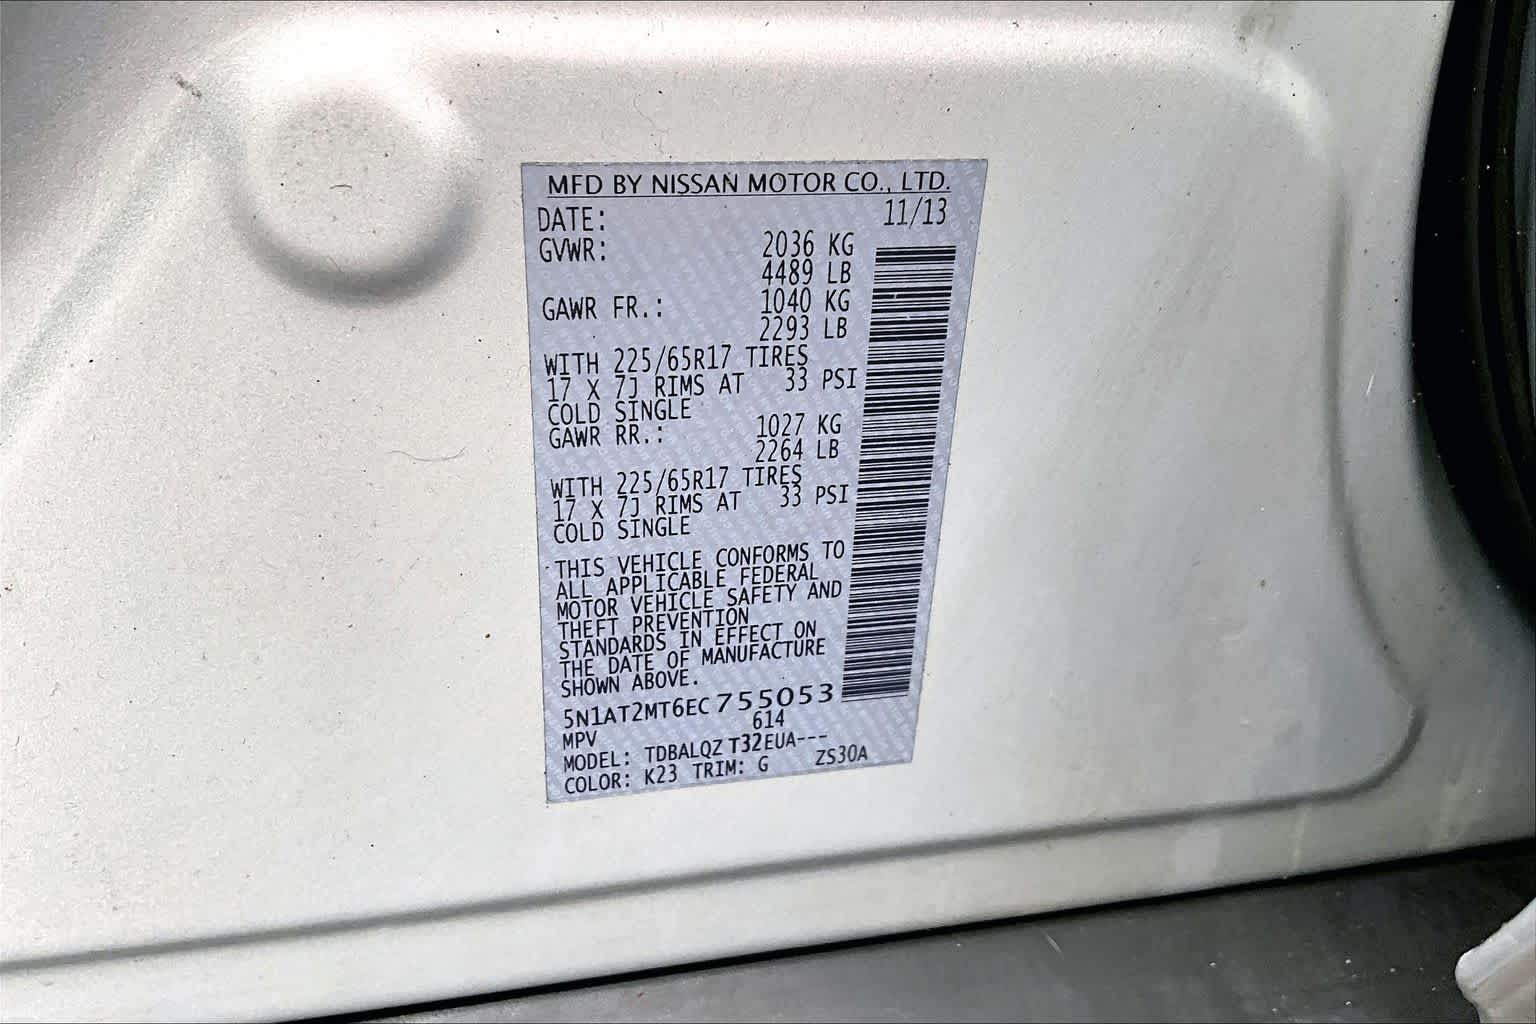 MFD BY NISSAN MOTOR CO., LTD.
DATE: 11/13
GVWR: 2036 KG
4489 LB
GAWR FR.: 1040 KG
2293 LB
WITH 225/65R17 TIRES
17 X 7J RIMS AT 33 PSI
COLD SINGLE
GAWR RR.: 1027 KG
2264 LB
WITH 225/65R17 TIRES
17 X 7J RIMS AT 33 PSI
COLD SINGLE
THIS VEHICLE CONFORMS TO
ALL APPLICABLE FEDERAL
MOTOR VEHICLE SAFETY AND
THEFT PREVENTION
STANDARDS IN EFFECT ON
THE DATE OF MANUFACTURE
SHOWN ABOVE.
5N1AT2MT6EC755053
MPV 614
MODEL: TDBALQZ T32EUA---
COLOR: K23 TRIM: G ZS30A